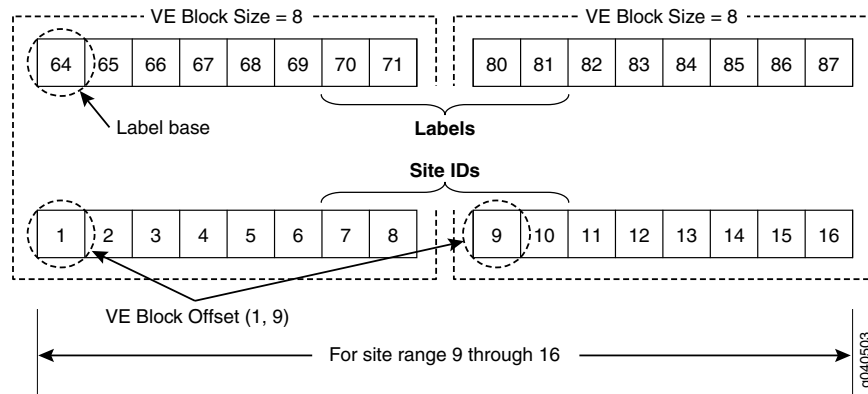 VE Block Size = 8 VE Block Size = 8
64 65 66 67 68 69 70 71 80 81 82 83 84 85 86 87
Label base
Labels
Site IDs
1 2 3 4 5 6 7 8 9 10 11 12 13 14 15 16
VE Block Offset (1, 9)
For site range 9 through 16
g040503